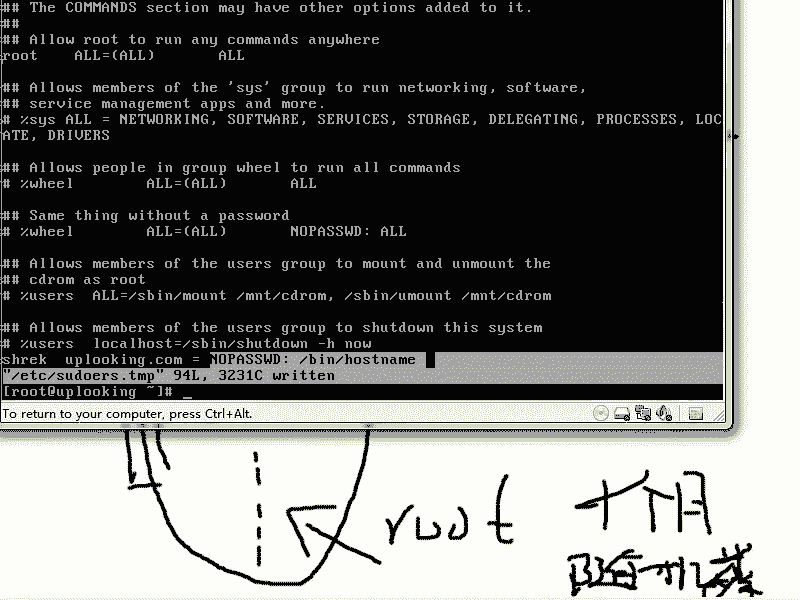 ## The COMMANDS section may have other options added to it.
##
## Allow root to run any commands anywhere
root    ALL=(ALL)       ALL
## Allows members of the 'sys' group to run networking, software,
## service management apps and more.
# %sys ALL = NETWORKING, SOFTWARE, SERVICES, STORAGE, DELEGATING, PROCESSES, LOC
ATE, DRIVERS
## Allows people in group wheel to run all commands
# %wheel        ALL=(ALL)       ALL
## Same thing without a password
# %wheel        ALL=(ALL)       NOPASSWD: ALL
## Allows members of the users group to mount and unmount the
## cdrom as root
# %users  ALL=/sbin/mount /mnt/cdrom, /sbin/umount /mnt/cdrom
## Allows members of the users group to shutdown this system
# %users  localhost=/sbin/shutdown -h now
shrek  uplooking.com = NOPASSWD: /bin/hostname
"/etc/sudoers.tmp" 94L, 3231C written
[root@uplooking ~]# _
To return to your computer, press Ctrl+Alt.
root
十个月